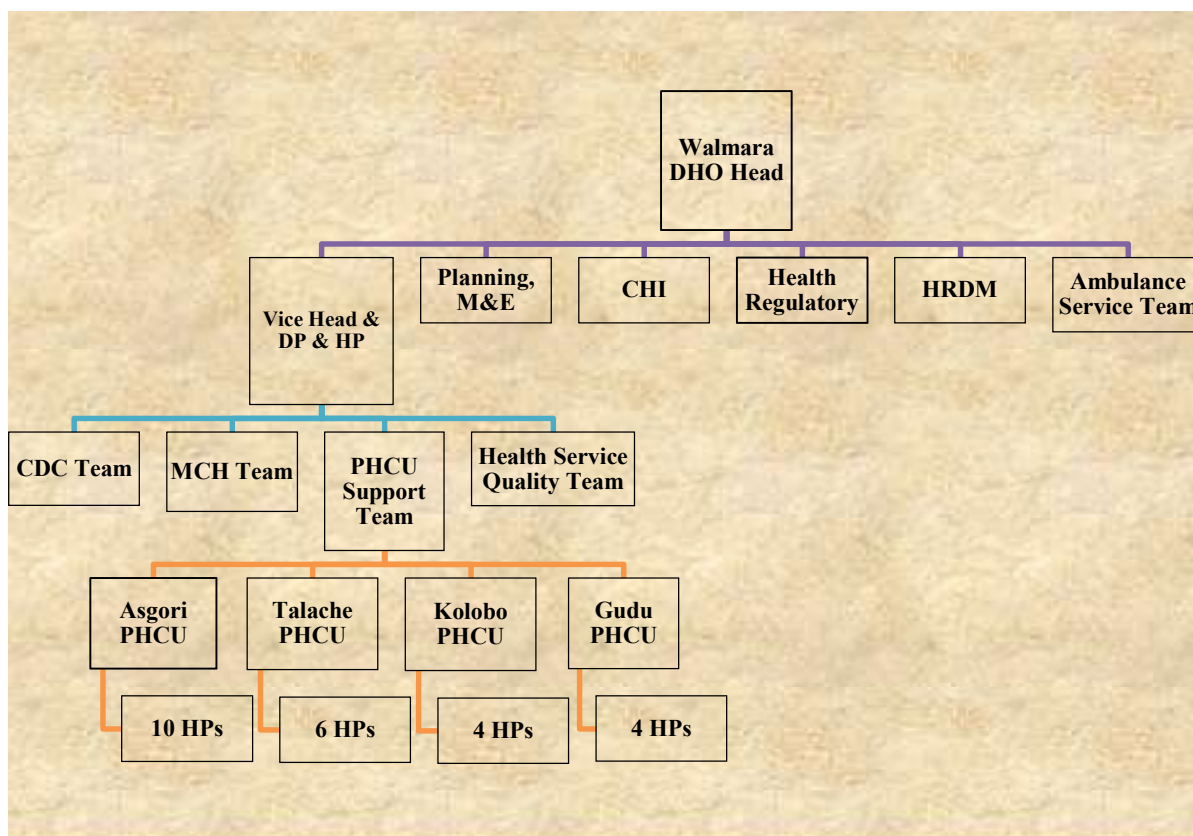 Walmara
DHO Head
Vice Head &
DP & HP
Planning,
M&E
CHI
Health
Regulatory
HRDM
Ambulance
Service Team
CDC Team
MCH Team
PHCU
Support
Team
Health Service
Quality Team
Asgori
PHCU
Talache
PHCU
Kolobo
PHCU
Gudu
PHCU
10 HPs
6 HPs
4 HPs
4 HPs